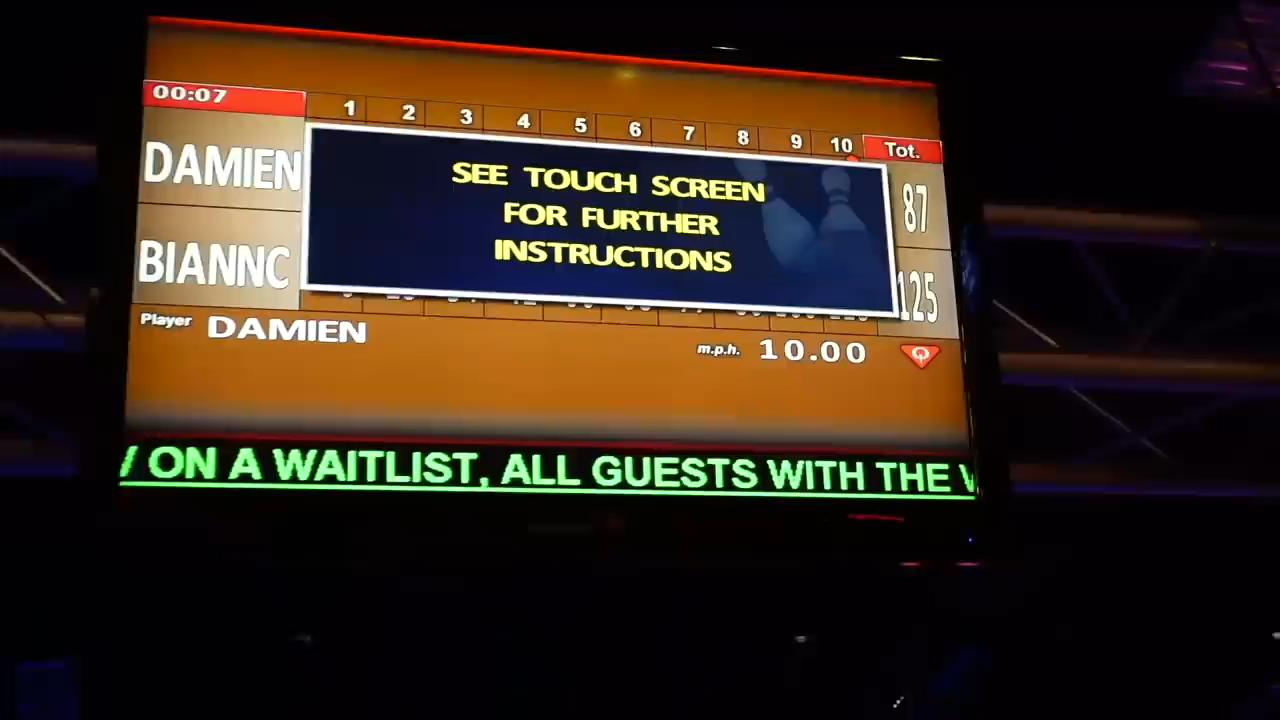 00:07 1 2 3 4 5 6 7 8 9 10 Tot.
DAMIEN 87
SEE TOUCH SCREEN
FOR FURTHER
INSTRUCTIONS
BIANNC 125
Player DAMIEN m.p.h. 10.00
ON A WAITLIST, ALL GUESTS WITH THE